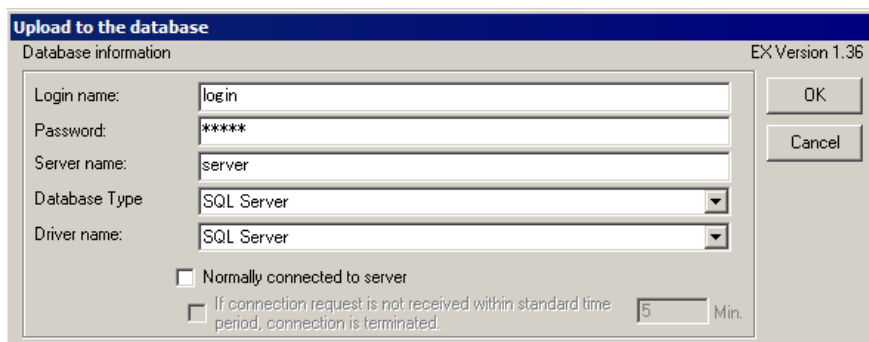 Upload to the database
Database information
EX Version 1.36
Login name:
login
OK
Password:
*****
Cancel
Server name:
server
Database Type
SQL Server
Driver name:
SQL Server
Normally connected to server
If connection request is not received within standard time
period, connection is terminated.
5
Min.